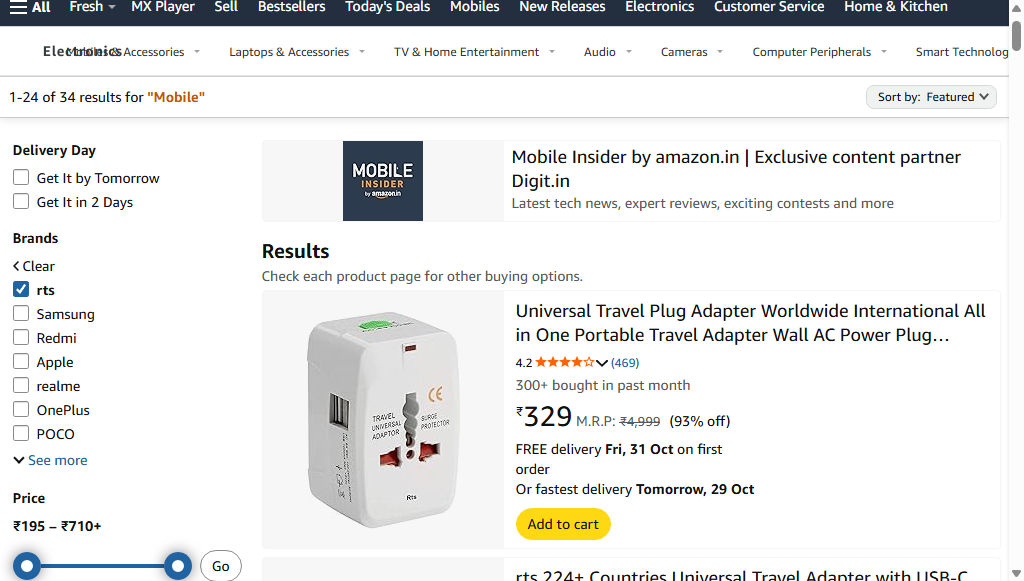 All Fresh MX Player Sell Bestsellers Today's Deals Mobiles New Releases Electronics Customer Service Home & Kitchen
Electronics Mobiles & Accessories Laptops & Accessories TV & Home Entertainment Audio Cameras Computer Peripherals Smart Technolog
1-24 of 34 results for "Mobile"
Sort by: Featured
Delivery Day
Get It by Tomorrow
Get It in 2 Days
Brands
Clear
rts
Samsung
Redmi
Apple
realme
OnePlus
POCO
See more
Price
₹195 – ₹710+
Go
MOBILE
INSIDER
by amazon.in
Mobile Insider by amazon.in | Exclusive content partner
Digit.in
Latest tech news, expert reviews, exciting contests and more
Results
Check each product page for other buying options.
TRAVEL
UNIVERSAL
ADAPTOR
SURGE
PROTECTOR
CE
Rts
Universal Travel Plug Adapter Worldwide International All
in One Portable Travel Adapter Wall AC Power Plug…
4.2 (469)
300+ bought in past month
₹329 M.R.P: ₹4,999 (93% off)
FREE delivery Fri, 31 Oct on first
order
Or fastest delivery Tomorrow, 29 Oct
Add to cart
rts 224+ Countries Universal Travel Adapter with USB-C